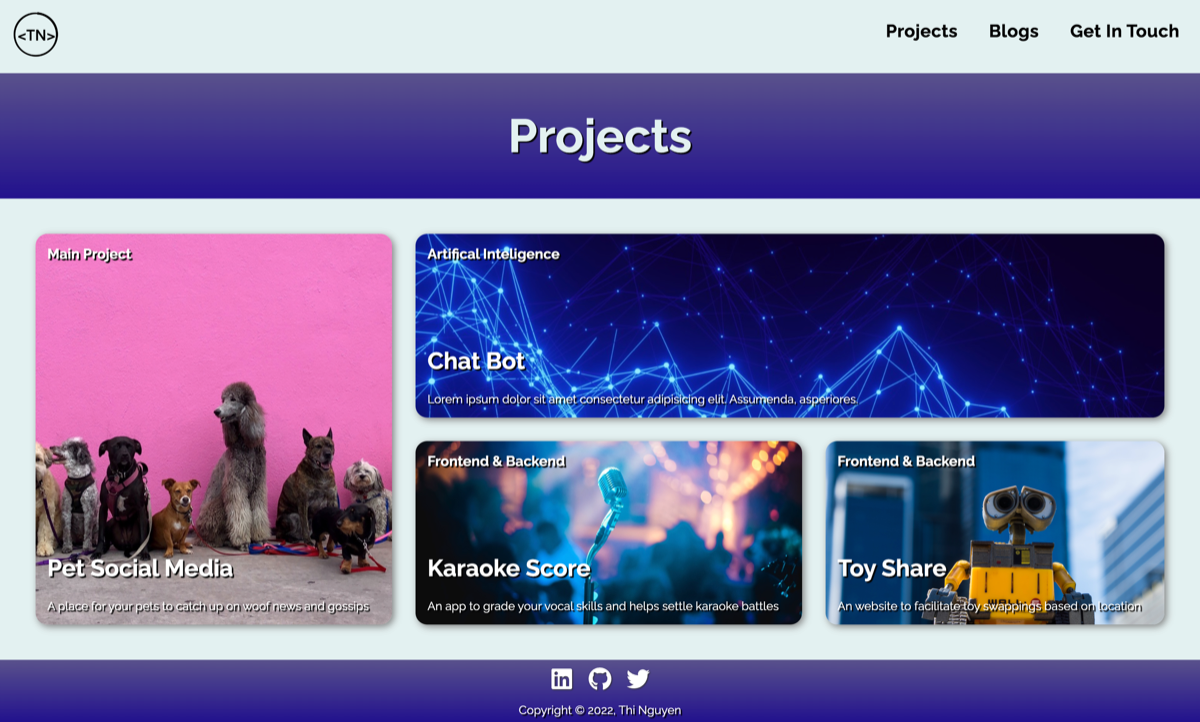 <TN>
Projects
Blogs
Get In Touch
Projects
Main Project
Pet Social Media
A place for your pets to catch up on woof news and gossips
Artifical Inteligence
Chat Bot
Lorem ipsum dolor sit amet consectetur adipisicing elit. Assumenda, asperiores.
Frontend & Backend
Karaoke Score
An app to grade your vocal skills and helps settle karaoke battles
Frontend & Backend
Toy Share
An website to facilitate toy swappings based on location
WALL
in
Copyright © 2022, Thi Nguyen